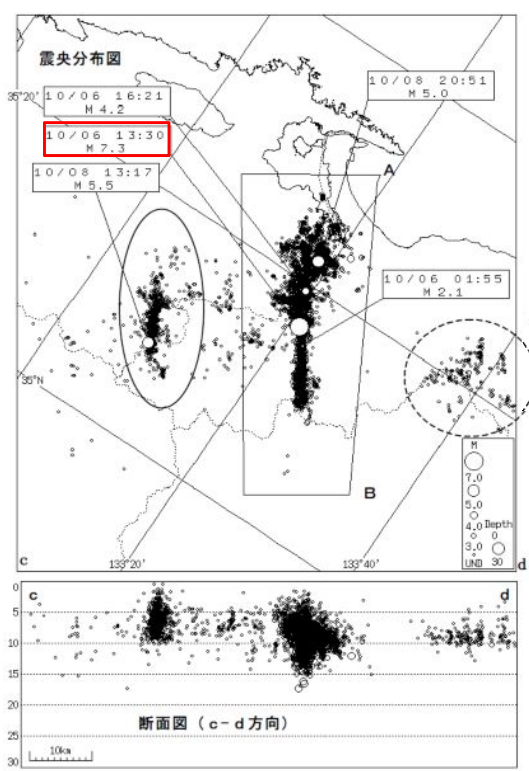 震央分布図
35°20'
10/06 16:21
M 4.2
10/06 13:30
M 7.3
10/08 13:17
M 5.5
10/08 20:51
M 5.0
A
10/06 01:55
M 2.1
35°N
B
M
7.0
5.0
4.0
3.0
UND
Depth
0
30
c
133°20'
133°40'
d
c
d
0
5
10
15
20
25
30
断面図（c-d方向）
10km